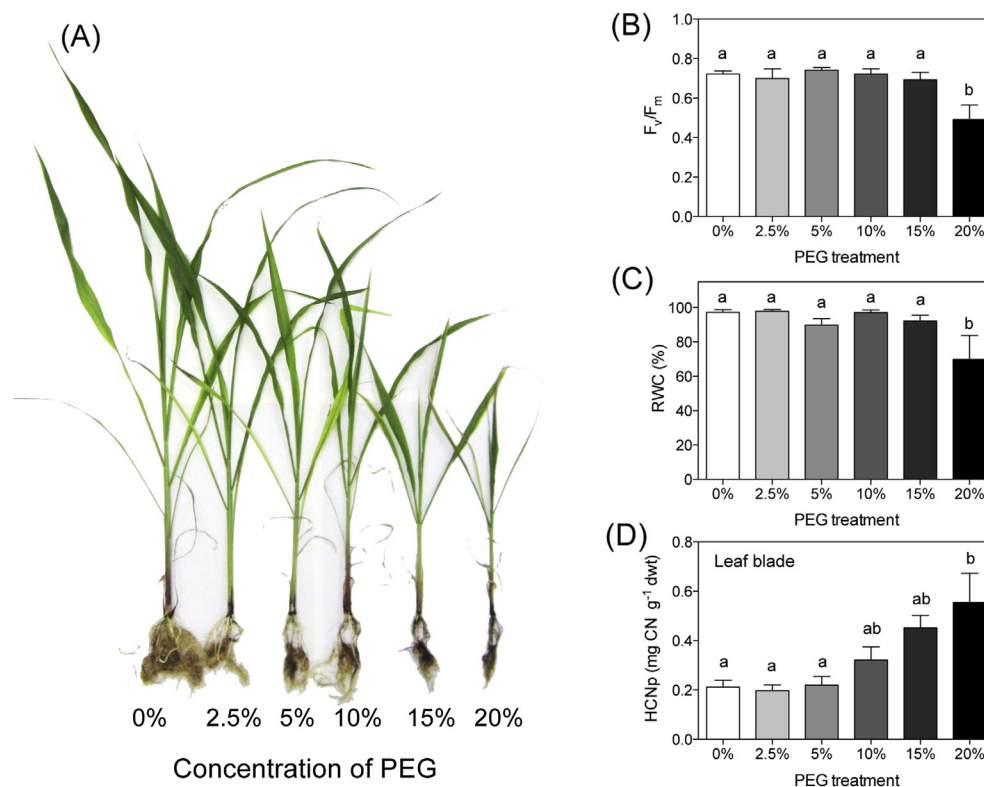 (A)
0% 2.5% 5% 10% 15% 20%
Concentration of PEG
(B)
1.0
0.8
0.6
0.4
0.2
0.0
F_v/F_m
a a a a a b
0% 2.5% 5% 10% 15% 20%
PEG treatment
(C)
100
80
60
40
20
0
RWC (%)
a a a a a b
0% 2.5% 5% 10% 15% 20%
PEG treatment
(D)
0.8
0.6
0.4
0.2
0.0
HCNp (mg CN g⁻¹ dwt)
Leaf blade
a a a ab ab b
0% 2.5% 5% 10% 15% 20%
PEG treatment